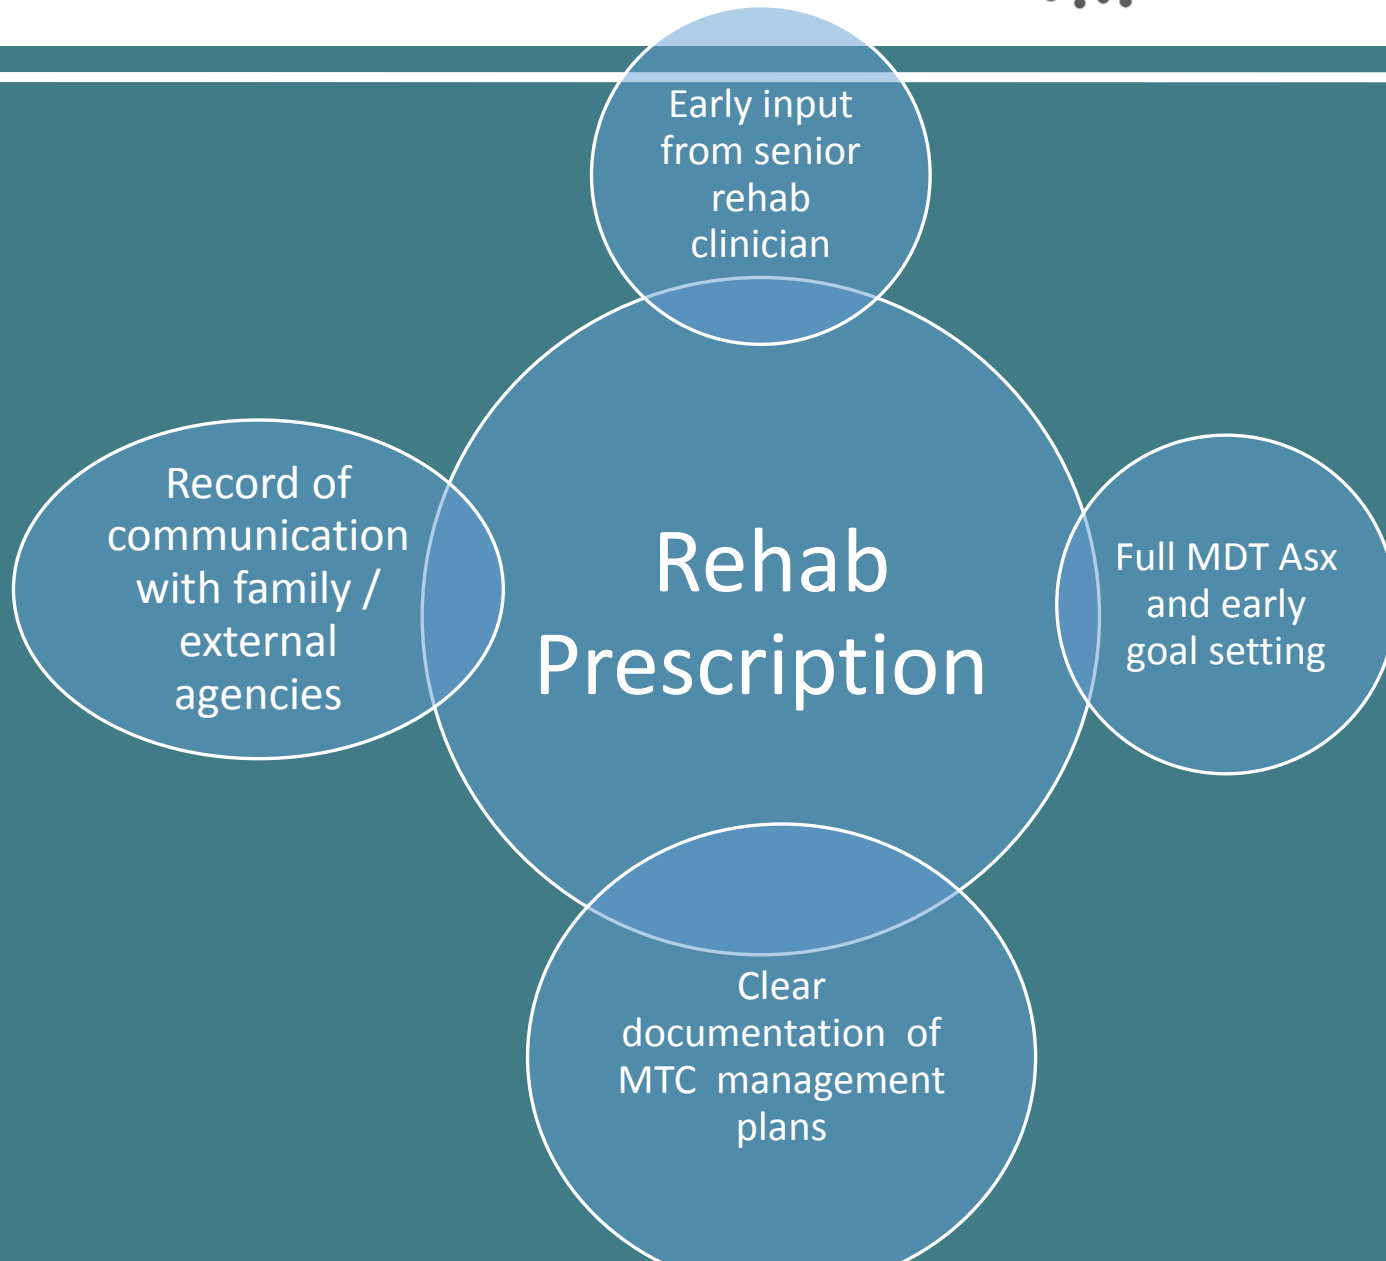 Early input
from senior
rehab
clinician
Record of
communication
with family /
external
agencies
Rehab
Prescription
Full MDT Asx
and early
goal setting
Clear
documentation of
MTC management
plans